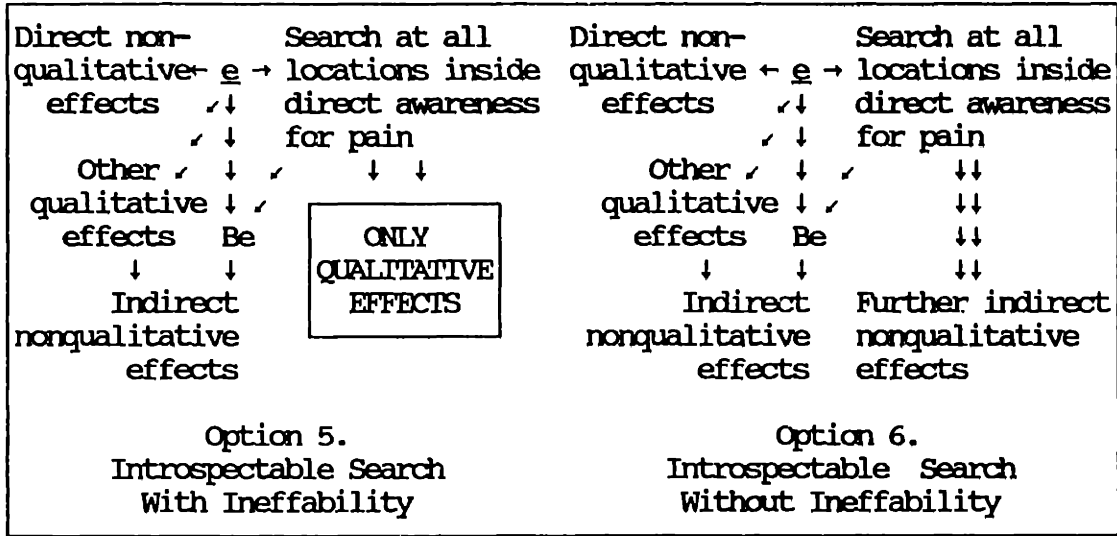 Direct non-
qualitative← e → locations inside
Search at all
effects ↙↓ direct awareness
↙ ↓ for pain
Other ↙ ↓ ↙ ↓ ↓
qualitative ↓ ↙
effects Be
↓ ↓
Indirect
nonqualitative
effects
ONLY
QUALITATIVE
EFFECTS
Option 5.
Introspectable Search
With Ineffability
Direct non-
Search at all
qualitative ← e → locations inside
effects ↙↓ direct awareness
↙ ↓ for pain
Other ↙ ↓ ↙ ↓↓
qualitative ↓ ↙ ↓↓
effects Be ↓↓
↓ ↓ ↓↓
Indirect Further indirect
nonqualitative nonqualitative
effects effects
Option 6.
Introspectable Search
Without Ineffability